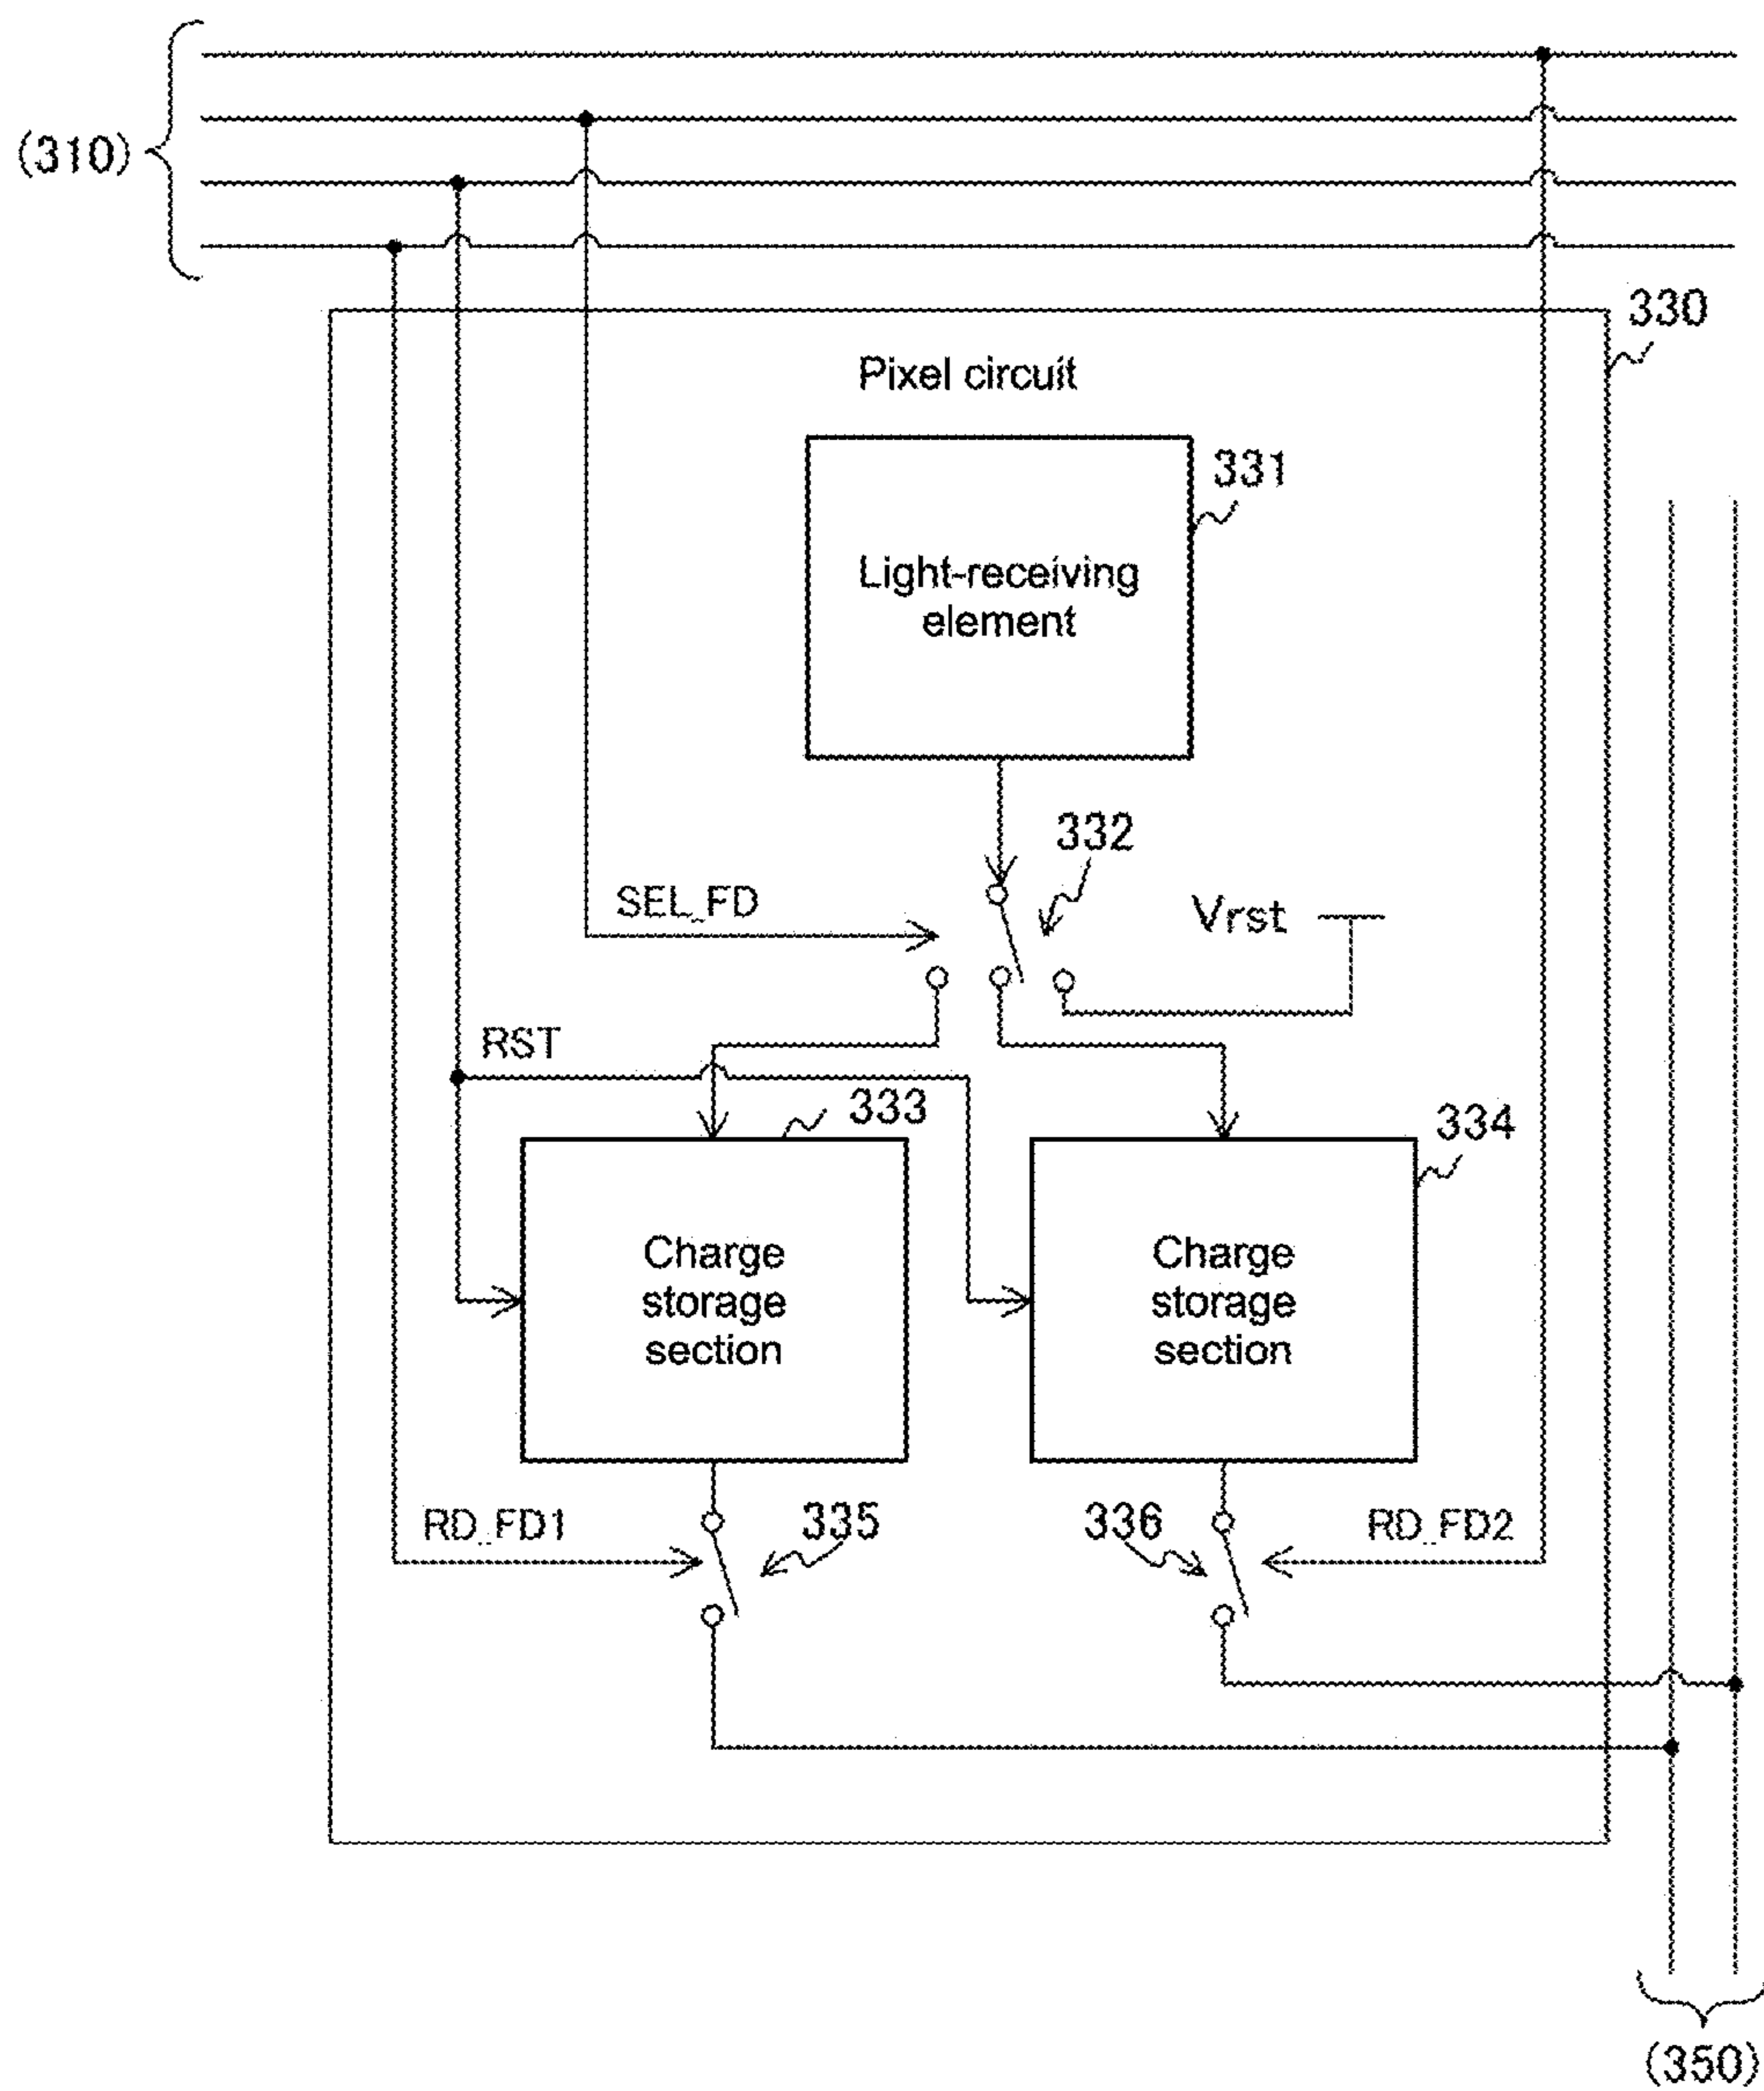 (310)
330
Pixel circuit
331
Light-receiving
element
332
SEL_FD
Vrst
RST
333
334
Charge
storage
section
Charge
storage
section
RD_FD1
335
336
RD_FD2
(350)